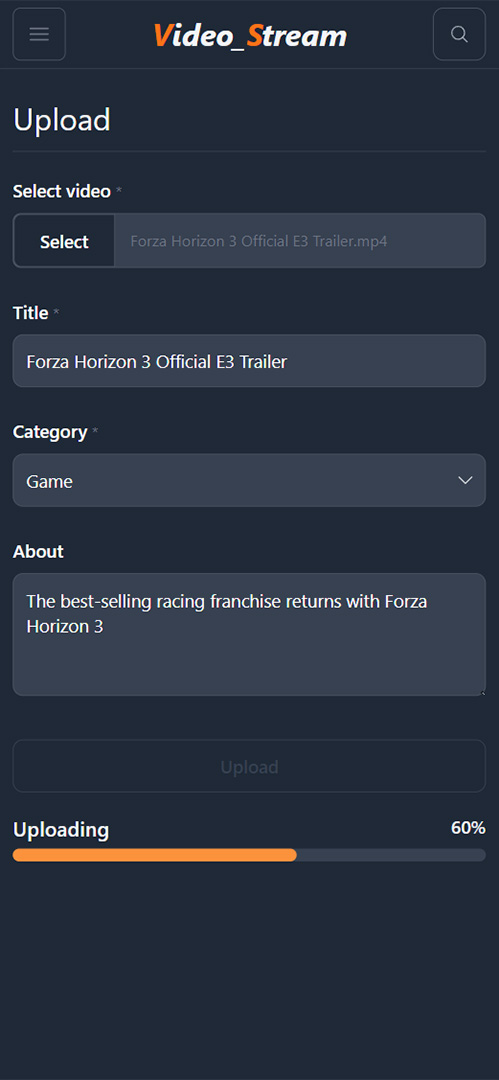 Video_Stream
Upload
Select video *
Select
Forza Horizon 3 Official E3 Trailer.mp4
Title *
Forza Horizon 3 Official E3 Trailer
Category *
Game
About
The best-selling racing franchise returns with Forza
Horizon 3
Upload
Uploading
60%